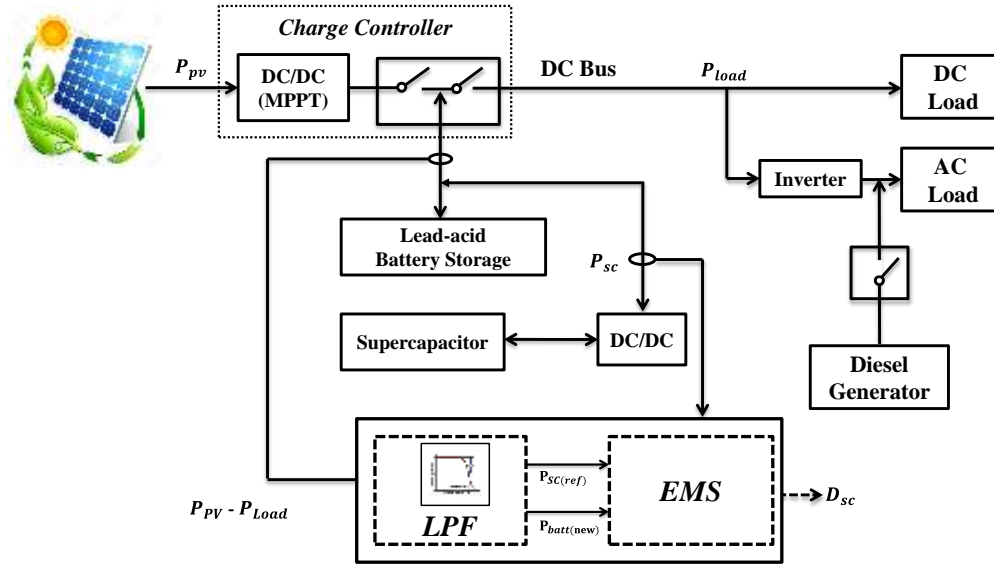 Charge Controller
P_pv
DC/DC
(MPPT)
DC Bus
P_load
DC
Load
Inverter
AC
Load
Lead-acid
Battery Storage
P_sc
Supercapacitor
DC/DC
Diesel
Generator
P_SC(ref)
P_batt(new)
LPF
EMS
D_sc
P_PV - P_Load